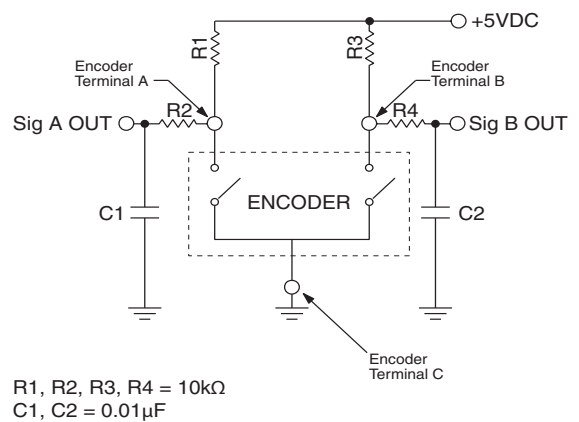 +5VDC
R1
R3
Encoder
Terminal A
Encoder
Terminal B
R2
R4
Sig A OUT
Sig B OUT
ENCODER
C1
C2
Encoder
Terminal C
R1, R2, R3, R4 = 10kΩ
C1, C2 = 0.01µF